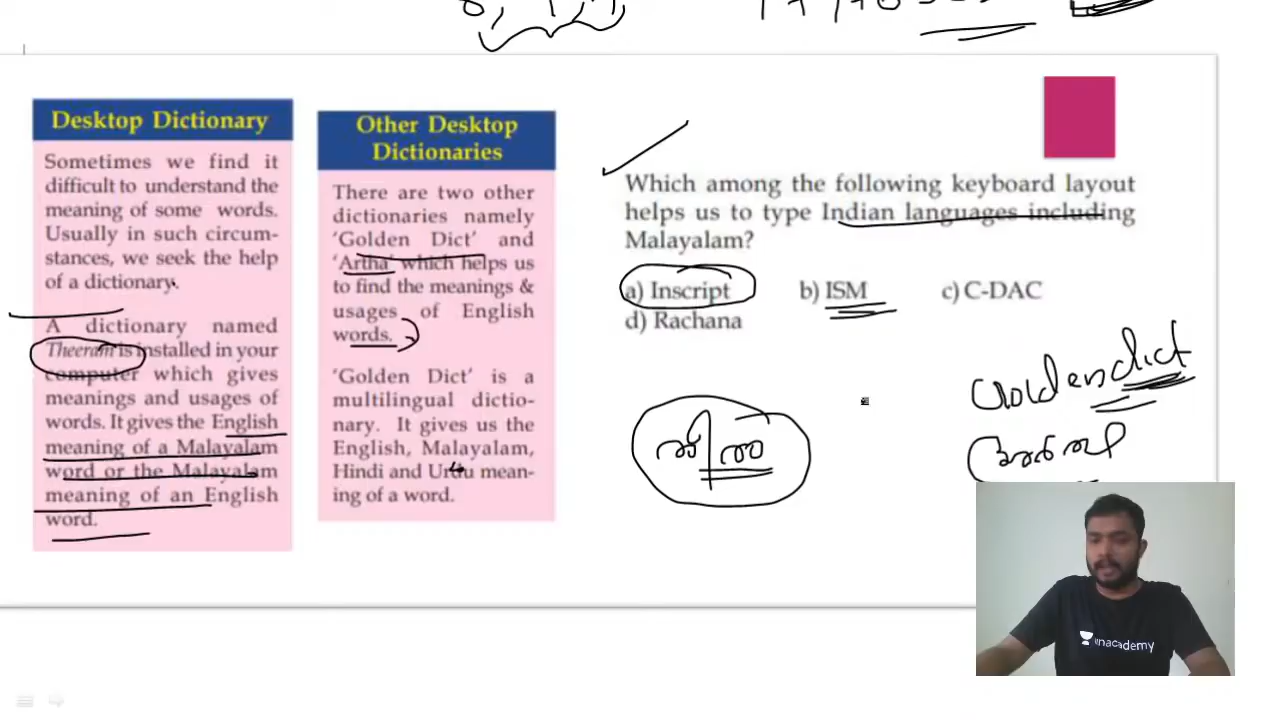 Desktop Dictionary
Sometimes we find it
difficult to understand the
meaning of some words.
Usually in such circum-
stances, we seek the help
of a dictionary.
A dictionary named
Theeram is installed in your
computer which gives
meanings and usages of
words. It gives the English
meaning of a Malayalam
word or the Malayalam
meaning of an English
word.
Other Desktop
Dictionaries
There are two other
dictionaries namely
‘Golden Dict’ and
‘Artha which helps us
to find the meanings &
usages of English
words.
‘Golden Dict’ is a
multilingual dictio-
nary. It gives us the
English, Malayalam,
Hindi and Urdu mean-
ing of a word.
Which among the following keyboard layout
helps us to type Indian languages including
Malayalam?
a) Inscript b) ISM c) C-DAC
d) Rachana
unacademy